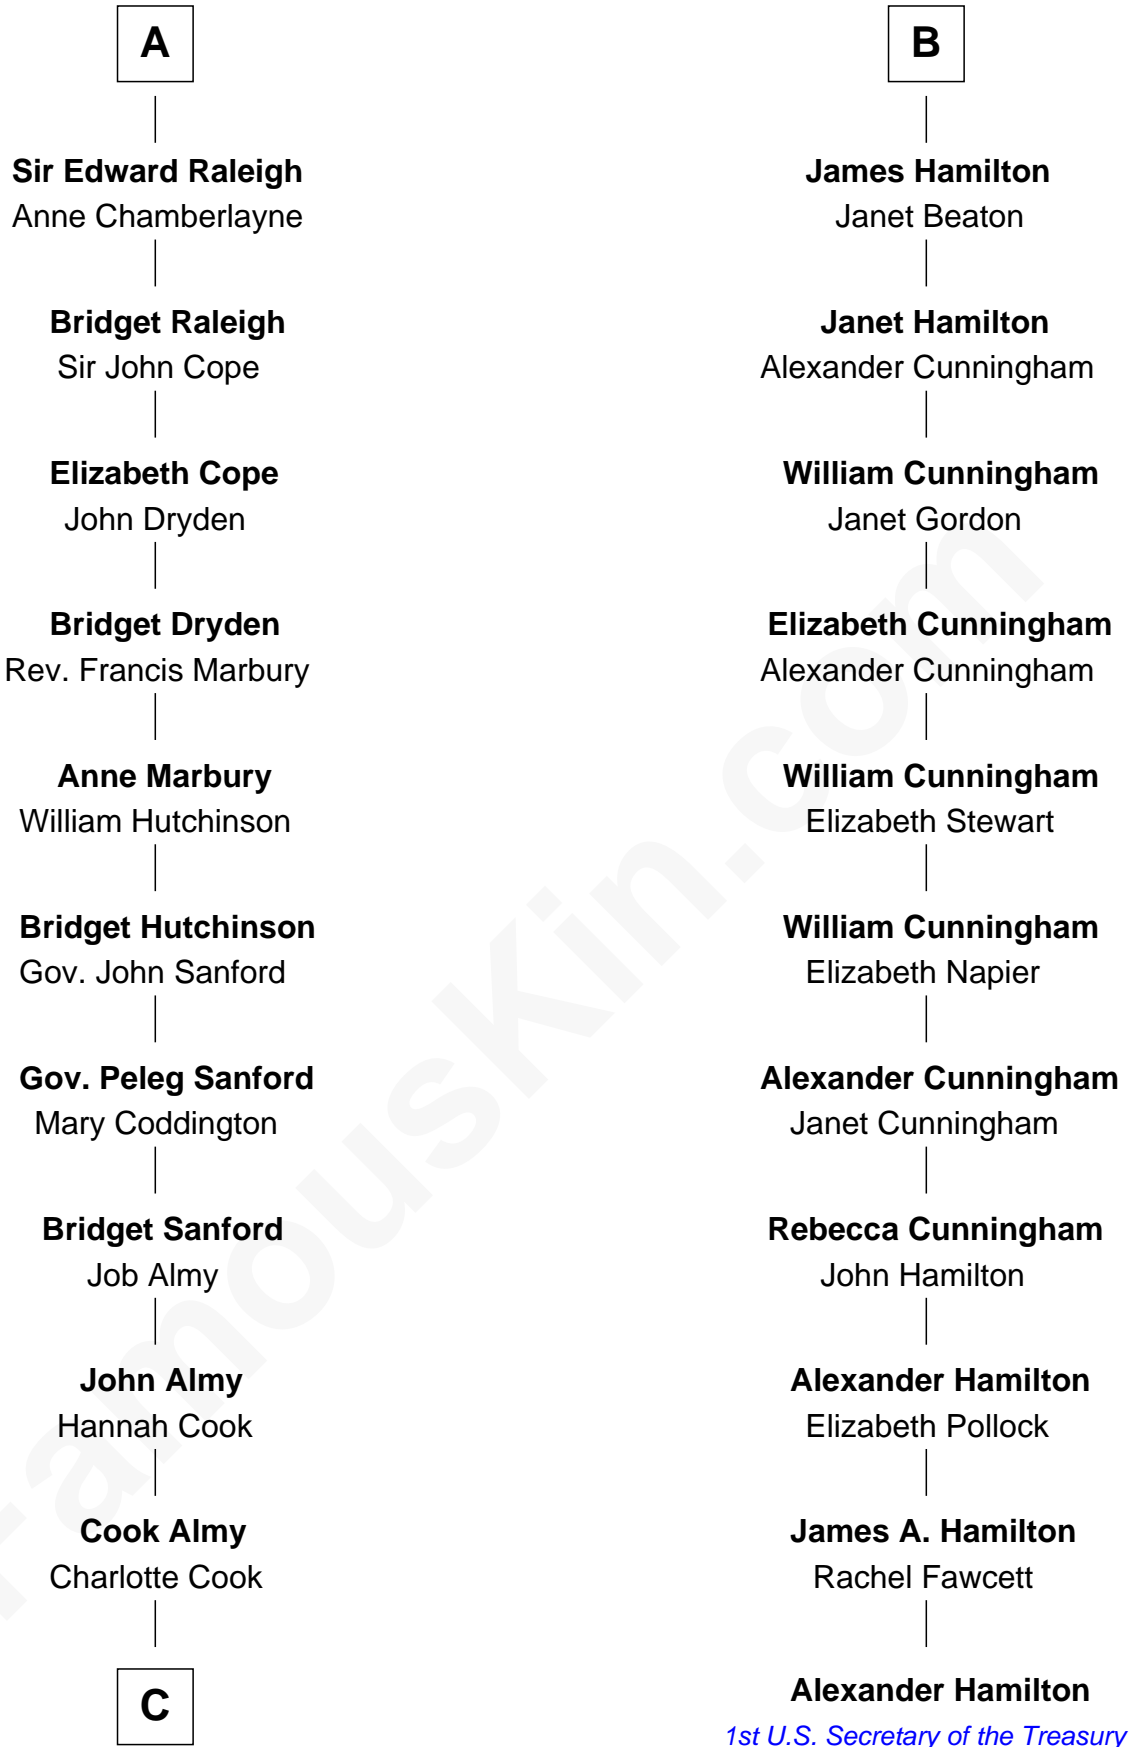 A
Sir Edward Raleigh
Anne Chamberlayne
Bridget Raleigh
Sir John Cope
Elizabeth Cope
John Dryden
Bridget Dryden
Rev. Francis Marbury
Anne Marbury
William Hutchinson
Bridget Hutchinson
Gov. John Sanford
Gov. Peleg Sanford
Mary Coddington
Bridget Sanford
Job Almy
John Almy
Hannah Cook
Cook Almy
Charlotte Cook
C
B
James Hamilton
Janet Beaton
Janet Hamilton
Alexander Cunningham
William Cunningham
Janet Gordon
Elizabeth Cunningham
Alexander Cunningham
William Cunningham
Elizabeth Stewart
William Cunningham
Elizabeth Napier
Alexander Cunningham
Janet Cunningham
Rebecca Cunningham
John Hamilton
Alexander Hamilton
Elizabeth Pollock
James A. Hamilton
Rachel Fawcett
Alexander Hamilton
1st U.S. Secretary of the Treasury
FamousKin.com